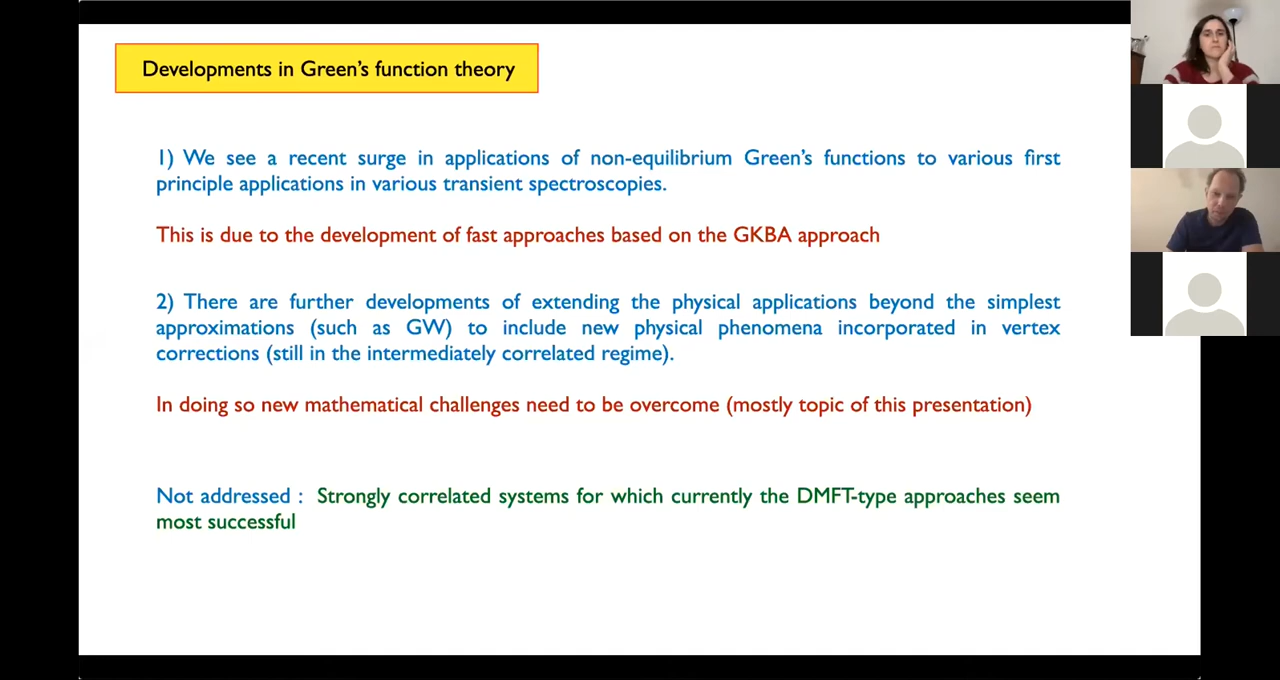 Developments in Green's function theory
1) We see a recent surge in applications of non-equilibrium Green's functions to various first
principle applications in various transient spectroscopies.
This is due to the development of fast approaches based on the GKBA approach
2) There are further developments of extending the physical applications beyond the simplest
approximations (such as GW) to include new physical phenomena incorporated in vertex
corrections (still in the intermediately correlated regime).
In doing so new mathematical challenges need to be overcome (mostly topic of this presentation)
Not addressed : Strongly correlated systems for which currently the DMFT-type approaches seem
most successful